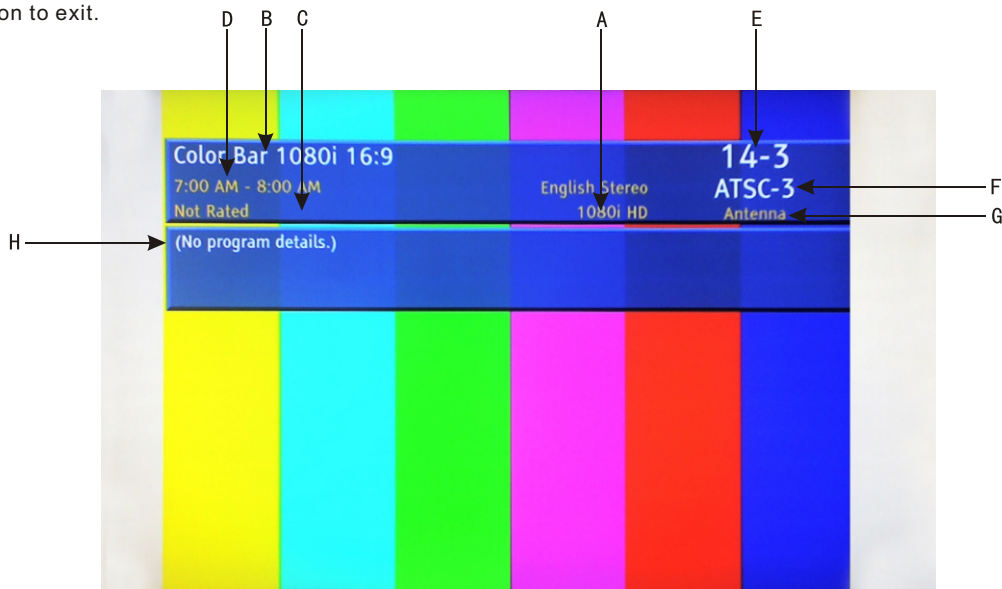 on to exit.
D B C A E
Color Bar 1080i 16:9 14-3
7:00 AM - 8:00 AM English Stereo ATSC-3 F
Not Rated 1080i HD Antenna G
H (No program details.)